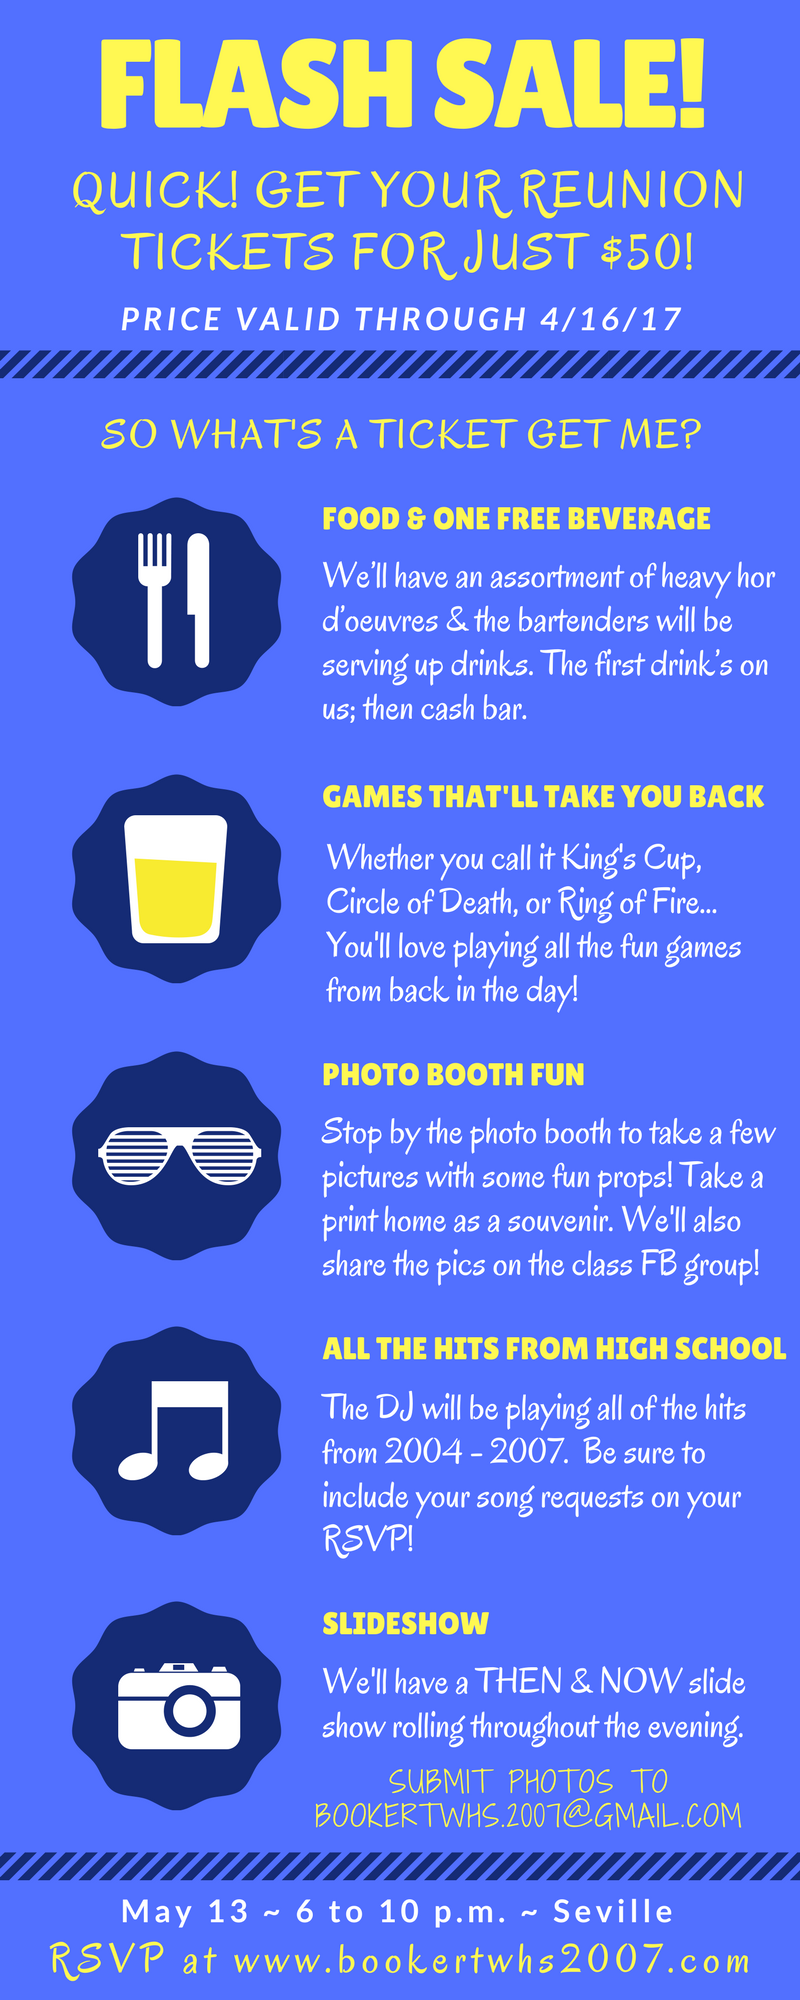 FLASH SALE!
QUICK! GET YOUR REUNION
TICKETS FOR JUST $50!
PRICE VALID THROUGH 4/16/17
SO WHAT'S A TICKET GET ME?
FOOD & ONE FREE BEVERAGE
We'll have an assortment of heavy hor
d'oeuvres & the bartenders will be
serving up drinks. The first drink's on
us; then cash bar.
GAMES THAT'LL TAKE YOU BACK
Whether you call it King's Cup,
Circle of Death, or Ring of Fire...
You'll love playing all the fun games
from back in the day!
PHOTO BOOTH FUN
Stop by the photo booth to take a few
pictures with some fun props! Take a
print home as a souvenir. We'll also
share the pics on the class FB group!
ALL THE HITS FROM HIGH SCHOOL
The DJ will be playing all of the hits
from 2004 - 2007. Be sure to
include your song requests on your
RSVP!
SLIDESHOW
We'll have a THEN & NOW slide
show rolling throughout the evening.
SUBMIT PHOTOS TO
BOOKERTWHS.2007@GMAIL.COM
May 13 ~ 6 to 10 p.m. ~ Seville
RSVP at www.bookertwhs2007.com